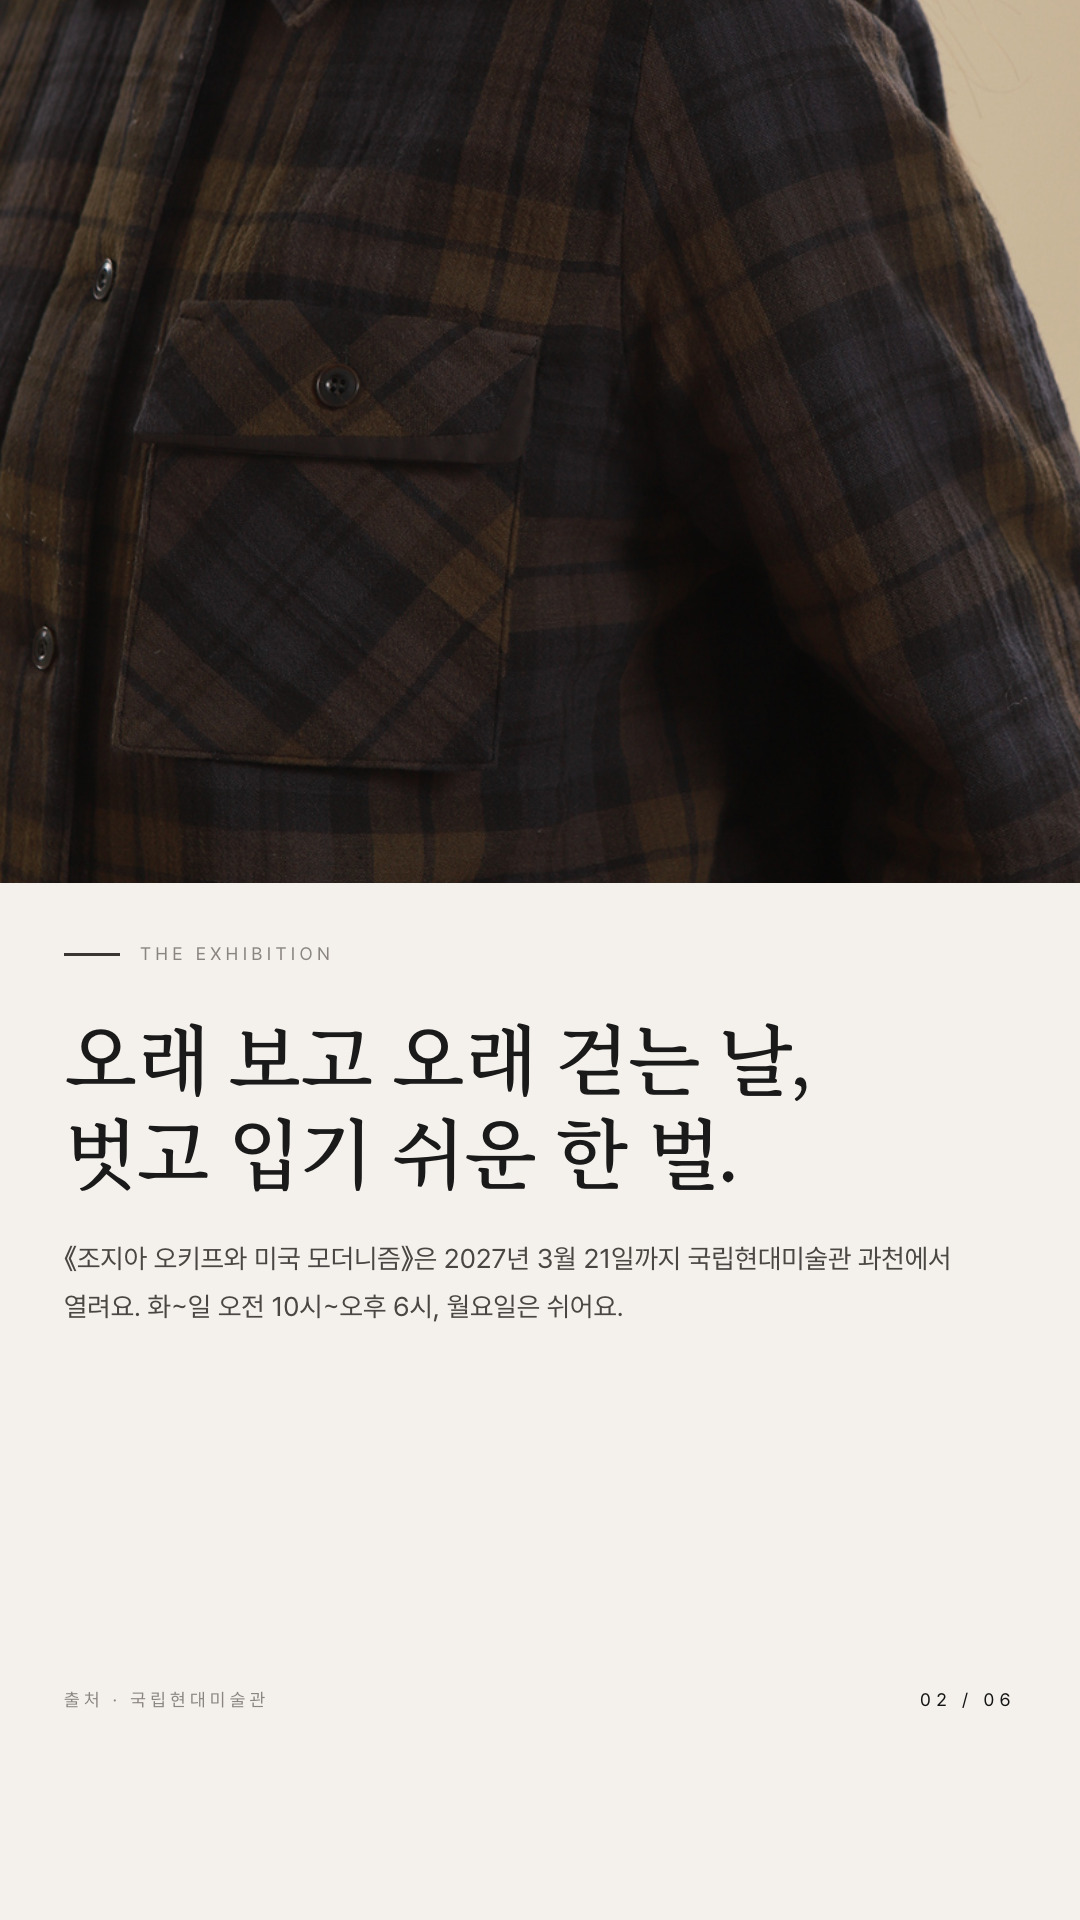 THE EXHIBITION
오래 보고 오래 걷는 날,
벗고 입기 쉬운 한 벌.
《조지아 오키프와 미국 모더니즘》은 2027년 3월 21일까지 국립현대미술관 과천에서
열려요. 화~일 오전 10시~오후 6시, 월요일은 쉬어요.
출처 · 국립현대미술관
02 / 06